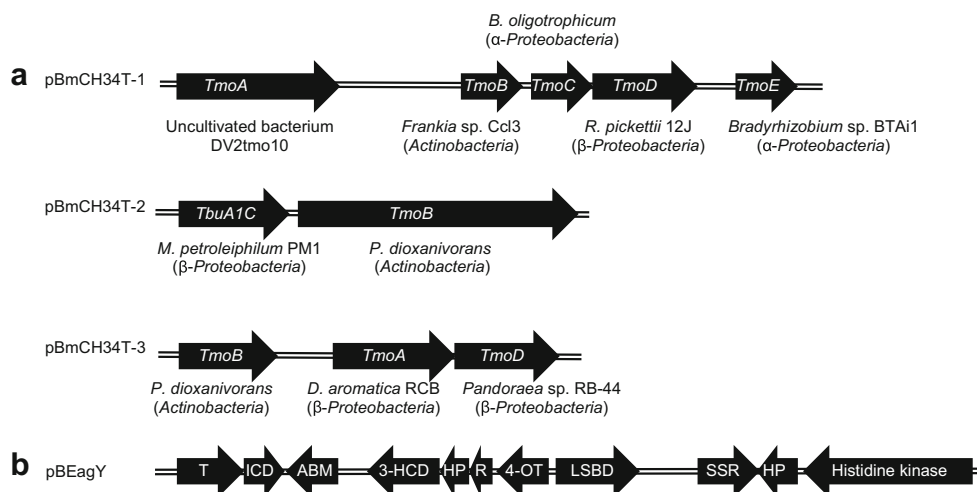 B. oligotrophicum
(α-Proteobacteria)
a
pBmCH34T-1
TmoA
TmoB
TmoC
TmoD
TmoE
Uncultivated bacterium
DV2tmo10
Frankia sp. Ccl3
(Actinobacteria)
R. pickettii 12J
(β-Proteobacteria)
Bradyrhizobium sp. BTAi1
(α-Proteobacteria)
pBmCH34T-2
TbuA1C
TmoB
M. petroleiphilum PM1
(β-Proteobacteria)
P. dioxanivorans
(Actinobacteria)
pBmCH34T-3
TmoB
TmoA
TmoD
P. dioxanivorans
(Actinobacteria)
D. aromatica RCB
(β-Proteobacteria)
Pandoraea sp. RB-44
(β-Proteobacteria)
b
pBEagY
T
ICD
ABM
3-HCD
HP
R
4-OT
LSBD
SSR
HP
Histidine kinase